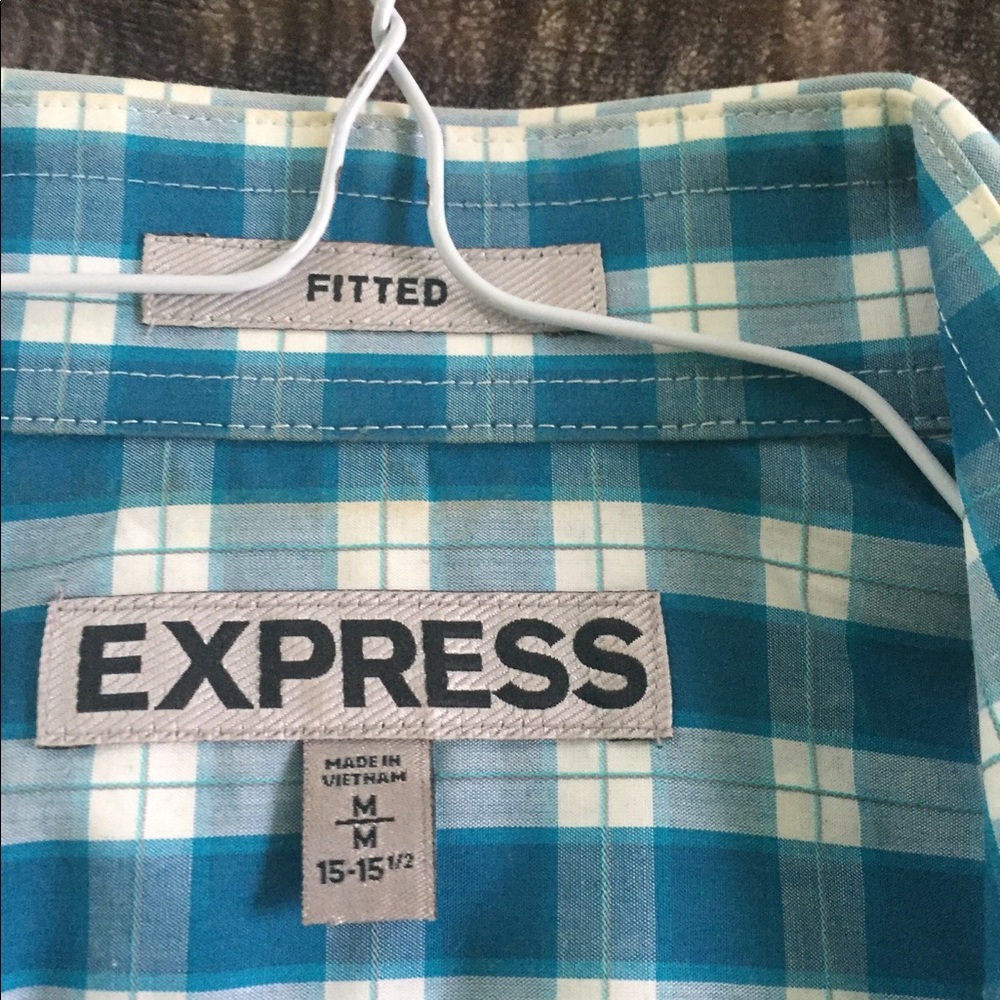 FITTED
EXPRESS
MADE IN
VIETNAM
M
M
15-15 1/2